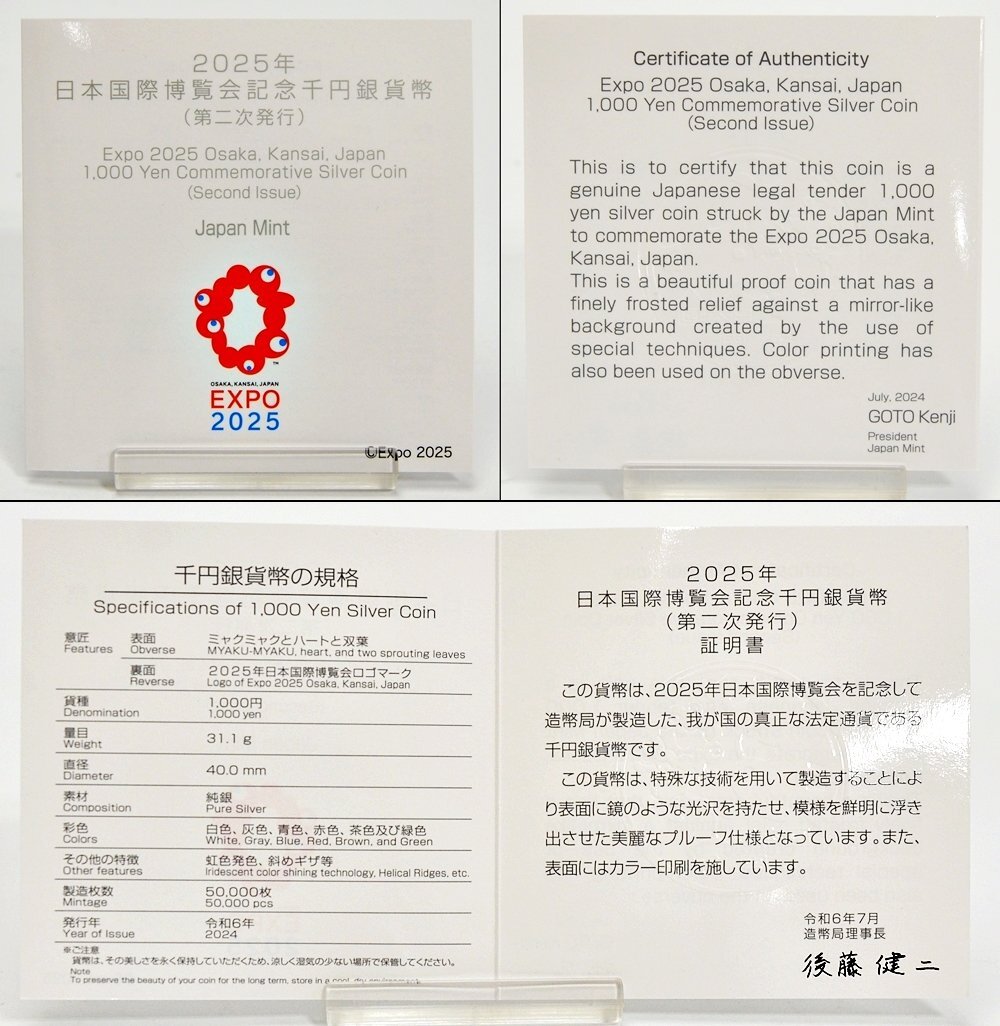 2025年
日本国際博覧会記念千円銀貨幣
(第二次発行)
Expo 2025 Osaka, Kansai, Japan
1,000 Yen Commemorative Silver Coin
(Second Issue)
Japan Mint
™
OSAKA, KANSAI, JAPAN
EXPO
2025
©Expo 2025
Certificate of Authenticity
Expo 2025 Osaka, Kansai, Japan
1,000 Yen Commemorative Silver Coin
(Second Issue)
This is to certify that this coin is a
genuine Japanese legal tender 1,000
yen silver coin struck by the Japan Mint
to commemorate the Expo 2025 Osaka,
Kansai, Japan.
This is a beautiful proof coin that has a
finely frosted relief against a mirror-like
background created by the use of
special techniques. Color printing has
also been used on the obverse.
July, 2024
GOTO Kenji
President
Japan Mint
千円銀貨幣の規格
Specifications of 1,000 Yen Silver Coin
意匠 表面 ミャクミャクとハートと双葉
Features Obverse MYAKU-MYAKU, heart, and two sprouting leaves
裏面 2025年日本国際博覧会ロゴマーク
Reverse Logo of Expo 2025 Osaka, Kansai, Japan
貨種 1,000円
Denomination 1,000 yen
量目 31.1 g
Weight
直径 40.0 mm
Diameter
素材 純銀
Composition Pure Silver
彩色 白色、灰色、青色、赤色、茶色及び緑色
Colors White, Gray, Blue, Red, Brown, and Green
その他の特徴 虹色発色、斜めギザ等
Other features Iridescent color shining technology, Helical Ridges, etc.
製造枚数 50,000枚
Mintage 50,000 pcs
発行年 令和6年
Year of Issue 2024
※ご注意
貨幣は、その美しさを永く保持していただくため、涼しく湿気の少ない場所で保管してください。
Note
To preserve the beauty of your coin for the long term, store in a cool, dry environment.
2025年
日本国際博覧会記念千円銀貨幣
(第二次発行)
証明書
この貨幣は、2025年日本国際博覧会を記念して
造幣局が製造した、我が国の真正な法定通貨である
千円銀貨幣です。
この貨幣は、特殊な技術を用いて製造することによ
り表面に鏡のような光沢を持たせ、模様を鮮明に浮き
出させた美麗なプルーフ仕様となっています。また、
表面にはカラー印刷を施しています。
令和6年7月
造幣局理事長
後藤健二